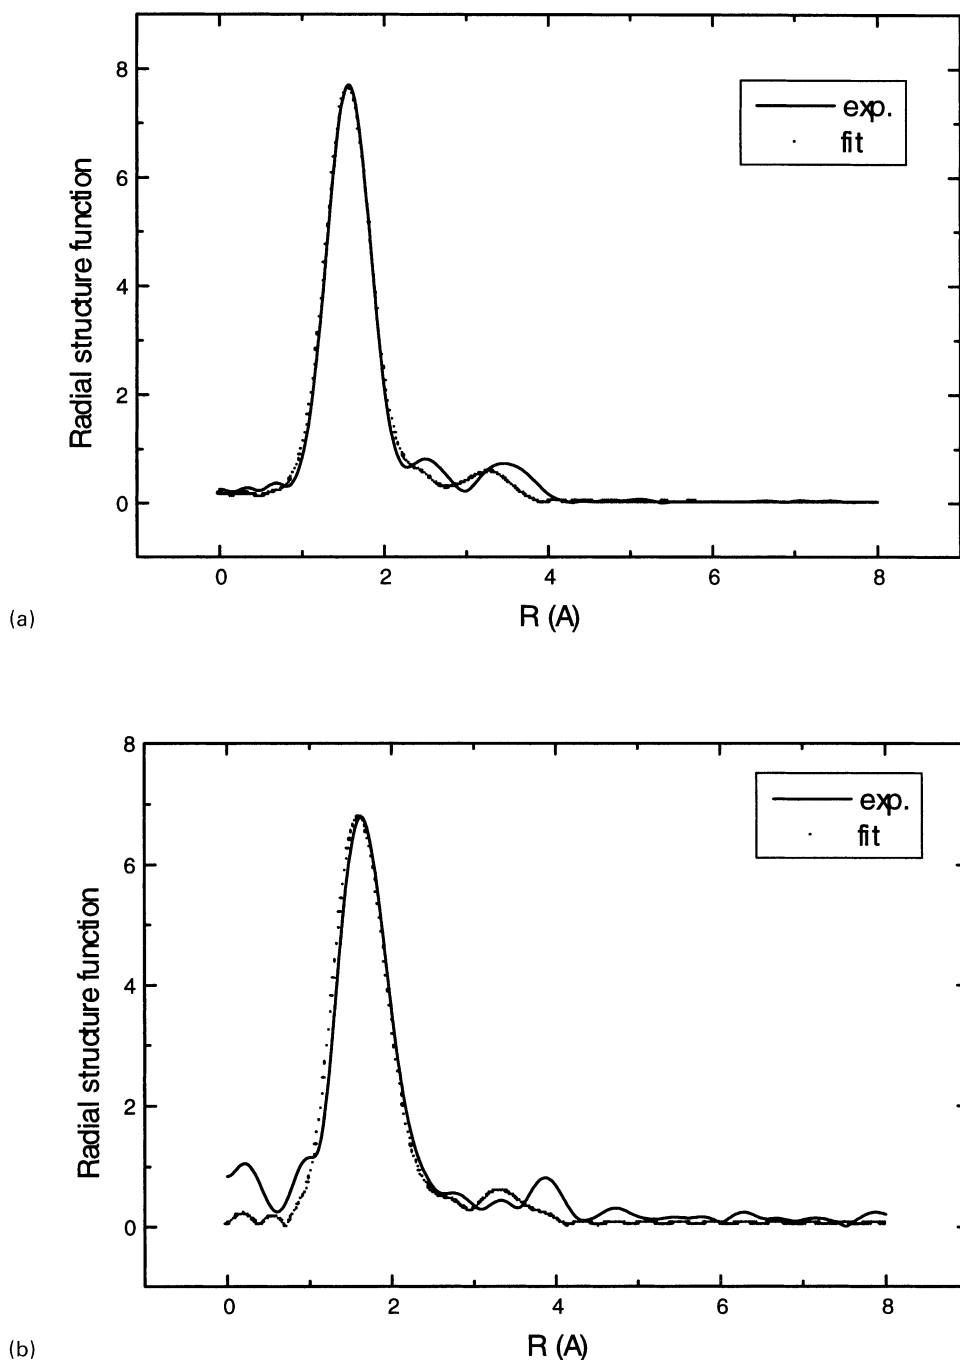 8
6
4
2
0
Radial structure function
exp.
fit
0 2 4 6 8
R (A)
(a)
8
6
4
2
0
Radial structure function
exp.
fit
0 2 4 6 8
R (A)
(b)